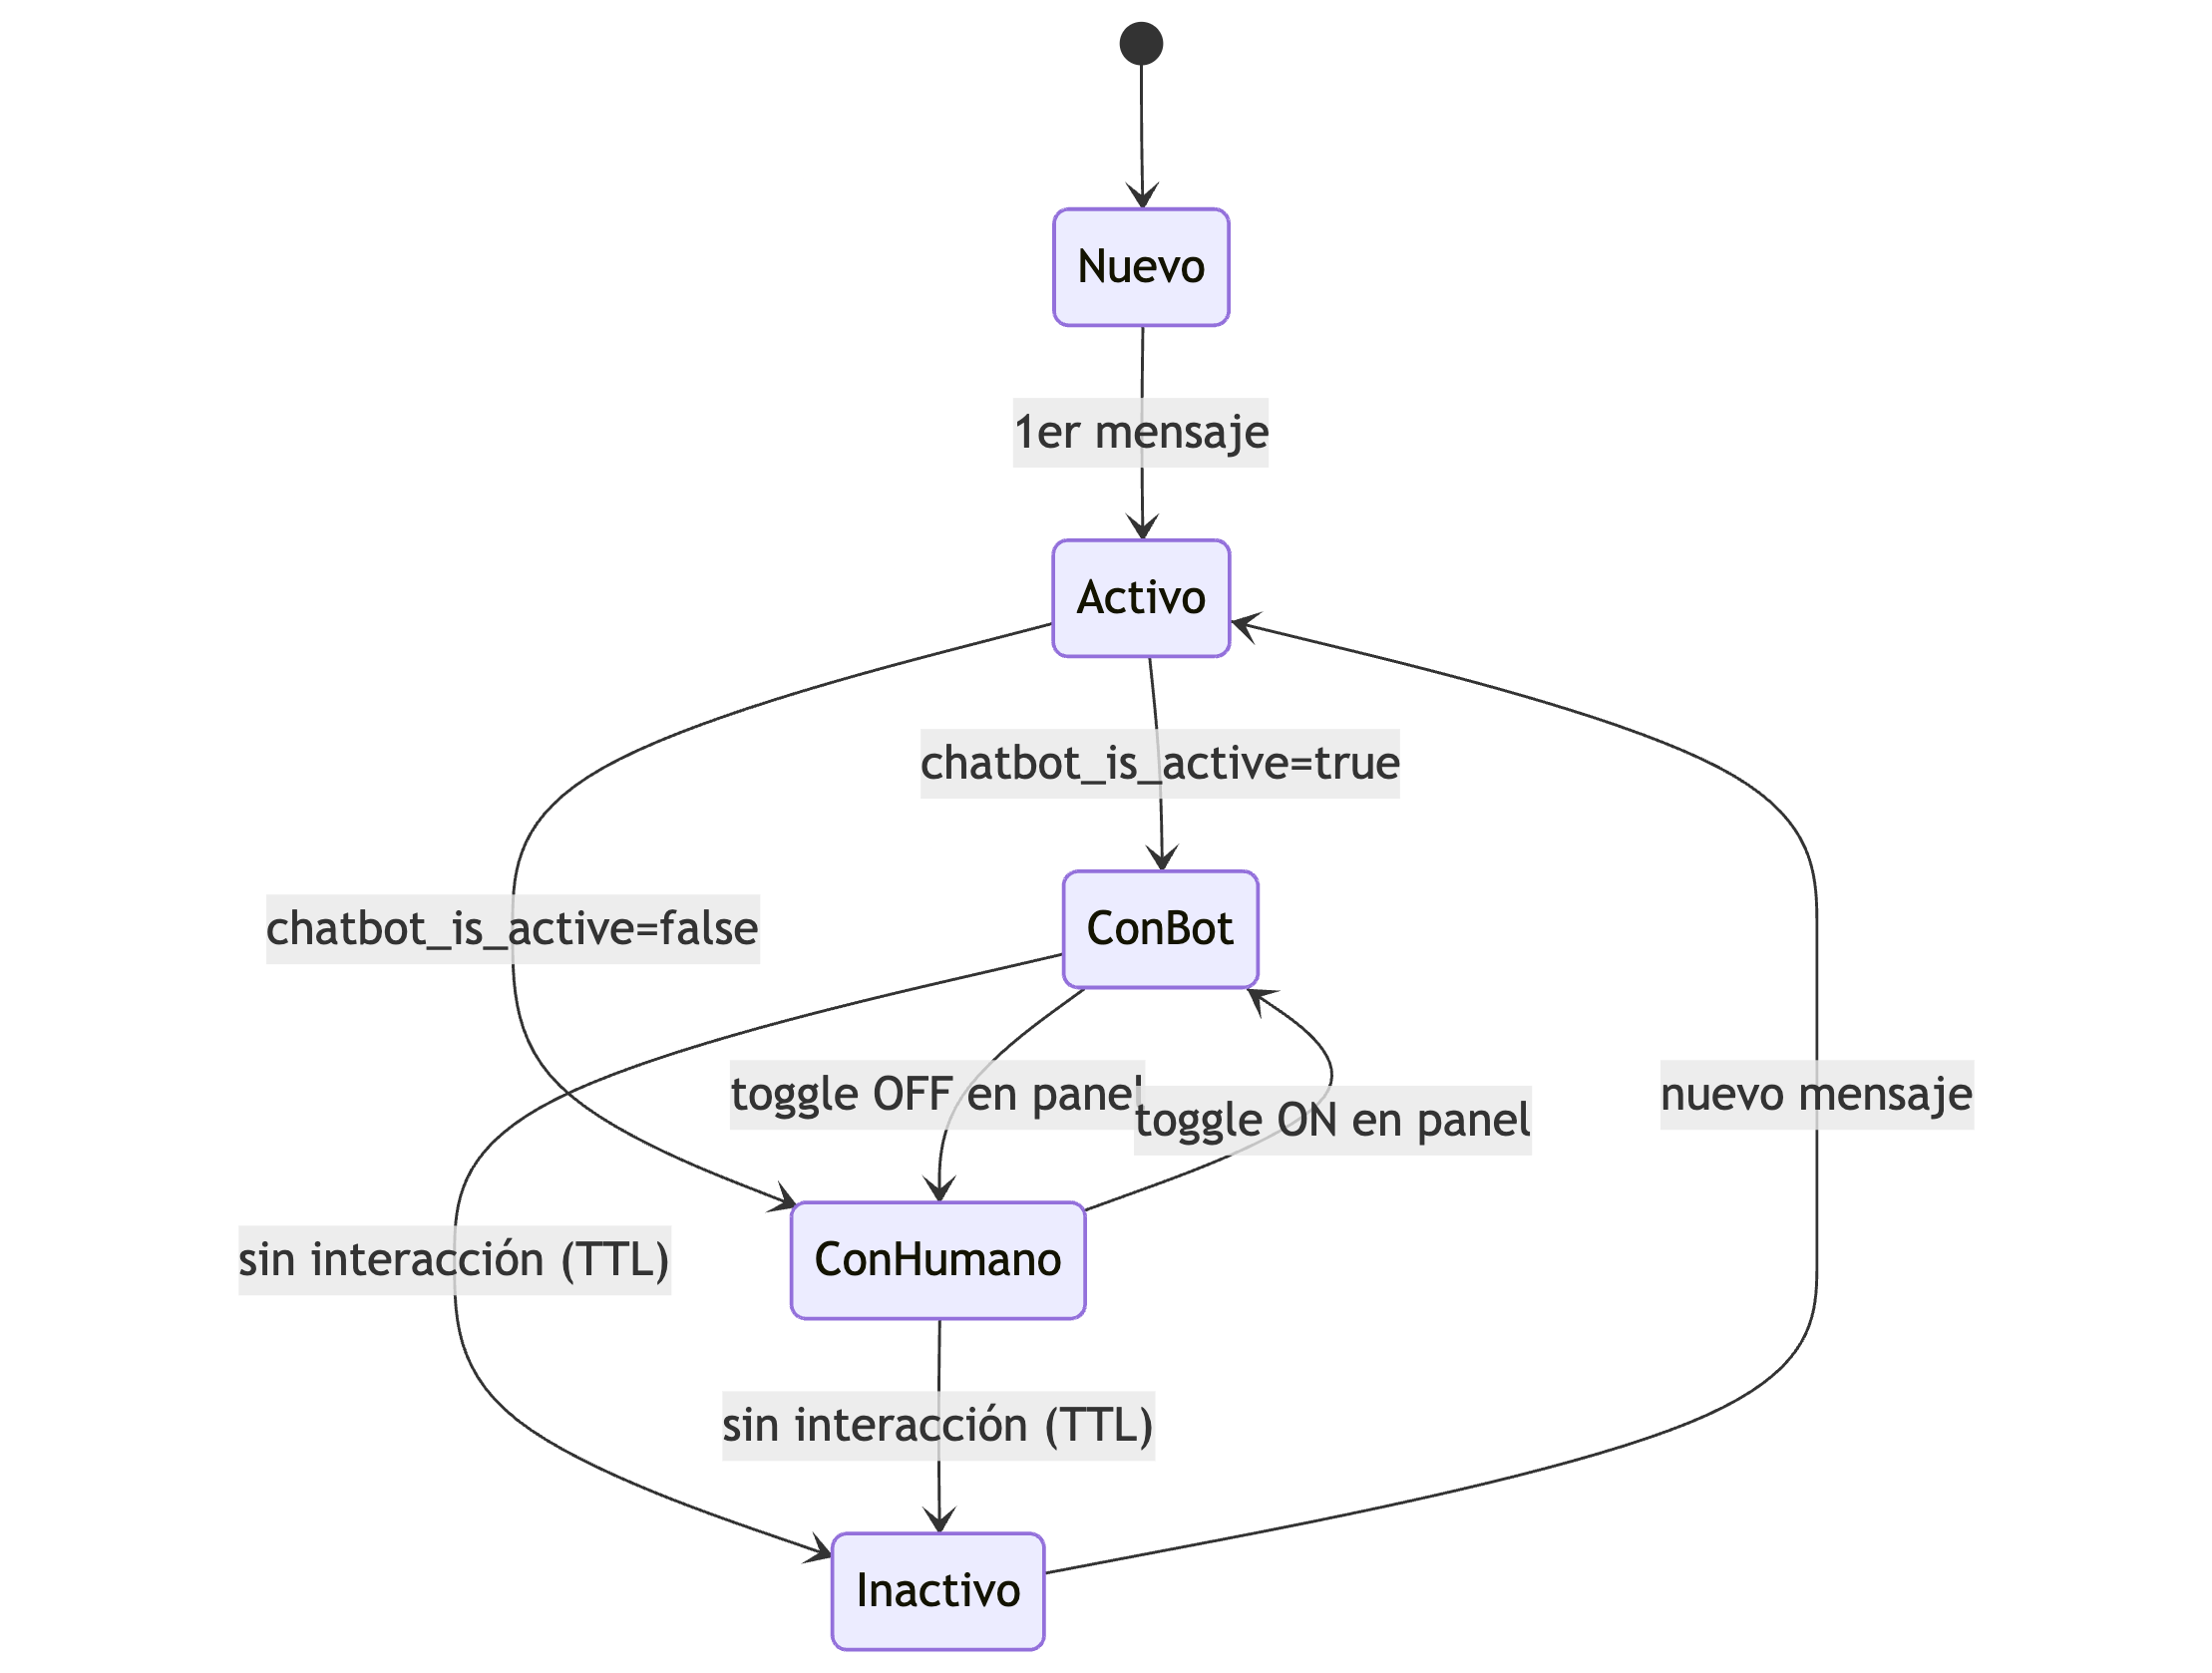 Nuevo
1er mensaje
Activo
chatbot_is_active=true
chatbot_is_active=false
ConBot
toggle OFF en panel
toggle ON en panel
nuevo mensaje
sin interacción (TTL)
ConHumano
sin interacción (TTL)
Inactivo